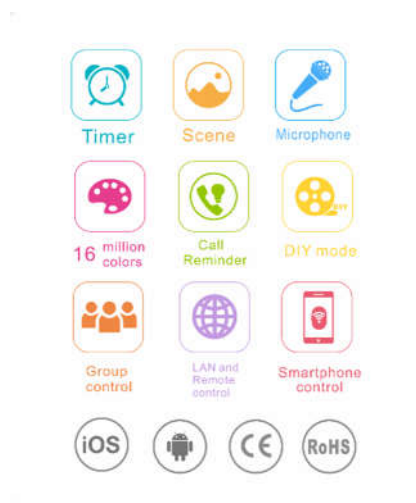 Timer
Scene
Microphone
16 million
colors
Call
Reminder
DIY mode
Group
control
LAN and
Remote
control
Smartphone
control
iOS
CE
RoHS